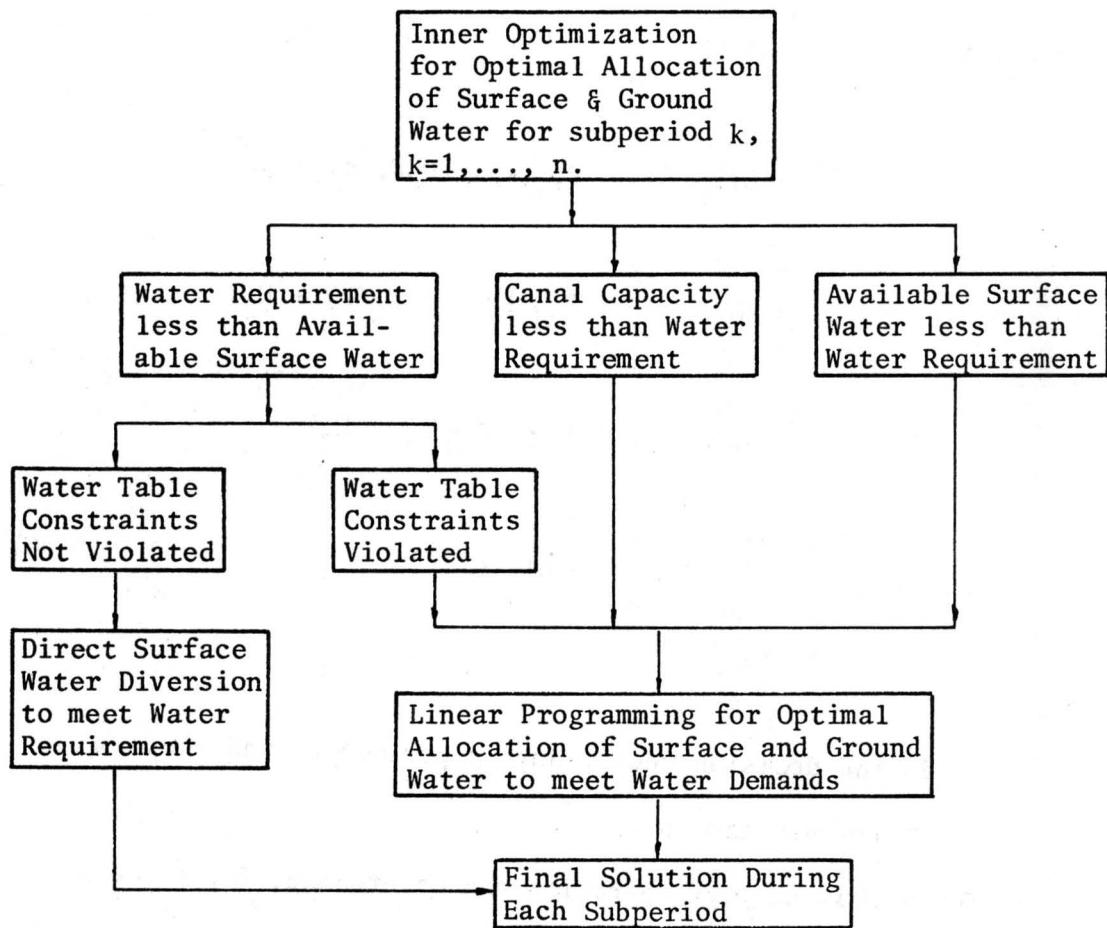 Inner Optimization
for Optimal Allocation
of Surface & Ground
Water for subperiod k,
k=1,..., n.
Water Requirement
less than Avail-
able Surface Water
Canal Capacity
less than Water
Requirement
Available Surface
Water less than
Water Requirement
Water Table
Constraints
Not Violated
Water Table
Constraints
Violated
Direct Surface
Water Diversion
to meet Water
Requirement
Linear Programming for Optimal
Allocation of Surface and Ground
Water to meet Water Demands
Final Solution During
Each Subperiod